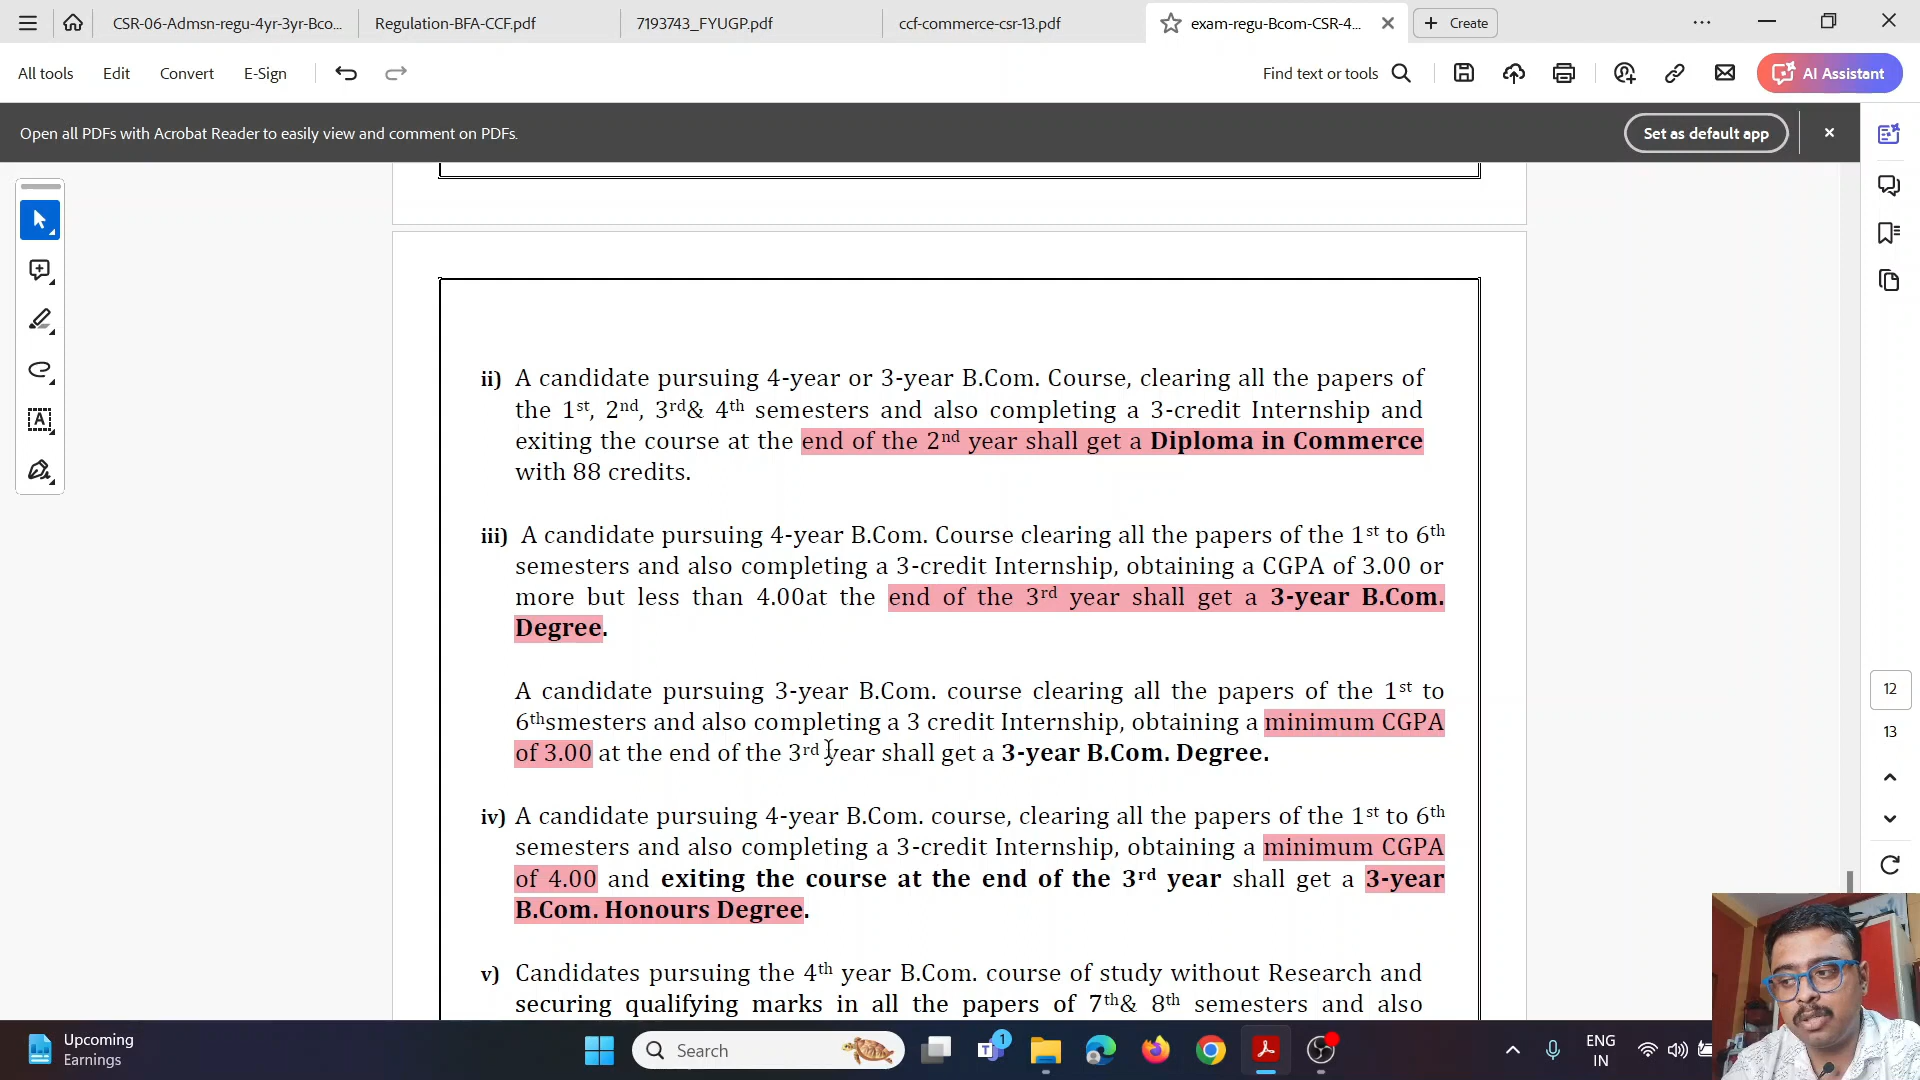 CSR-06-Admsn-regu-4yr-3yr-Bco...
Regulation-BFA-CCF.pdf
7193743_FYUGP.pdf
ccf-commerce-csr-13.pdf
exam-regu-Bcom-CSR-4...
Create
All tools
Edit
Convert
E-Sign
Find text or tools
AI Assistant
Open all PDFs with Acrobat Reader to easily view and comment on PDFs.
Set as default app
ii) A candidate pursuing 4-year or 3-year B.Com. Course, clearing all the papers of
the 1st, 2nd, 3rd& 4th semesters and also completing a 3-credit Internship and
exiting the course at the end of the 2nd year shall get a Diploma in Commerce
with 88 credits.
iii) A candidate pursuing 4-year B.Com. Course clearing all the papers of the 1st to 6th
semesters and also completing a 3-credit Internship, obtaining a CGPA of 3.00 or
more but less than 4.00at the end of the 3rd year shall get a 3-year B.Com.
Degree.
A candidate pursuing 3-year B.Com. course clearing all the papers of the 1st to
6thsmesters and also completing a 3 credit Internship, obtaining a minimum CGPA
of 3.00 at the end of the 3rd year shall get a 3-year B.Com. Degree.
iv) A candidate pursuing 4-year B.Com. course, clearing all the papers of the 1st to 6th
semesters and also completing a 3-credit Internship, obtaining a minimum CGPA
of 4.00 and exiting the course at the end of the 3rd year shall get a 3-year
B.Com. Honours Degree.
v) Candidates pursuing the 4th year B.Com. course of study without Research and
securing qualifying marks in all the papers of 7th& 8th semesters and also
12
13
Upcoming
Earnings
Search
1
ENG
IN